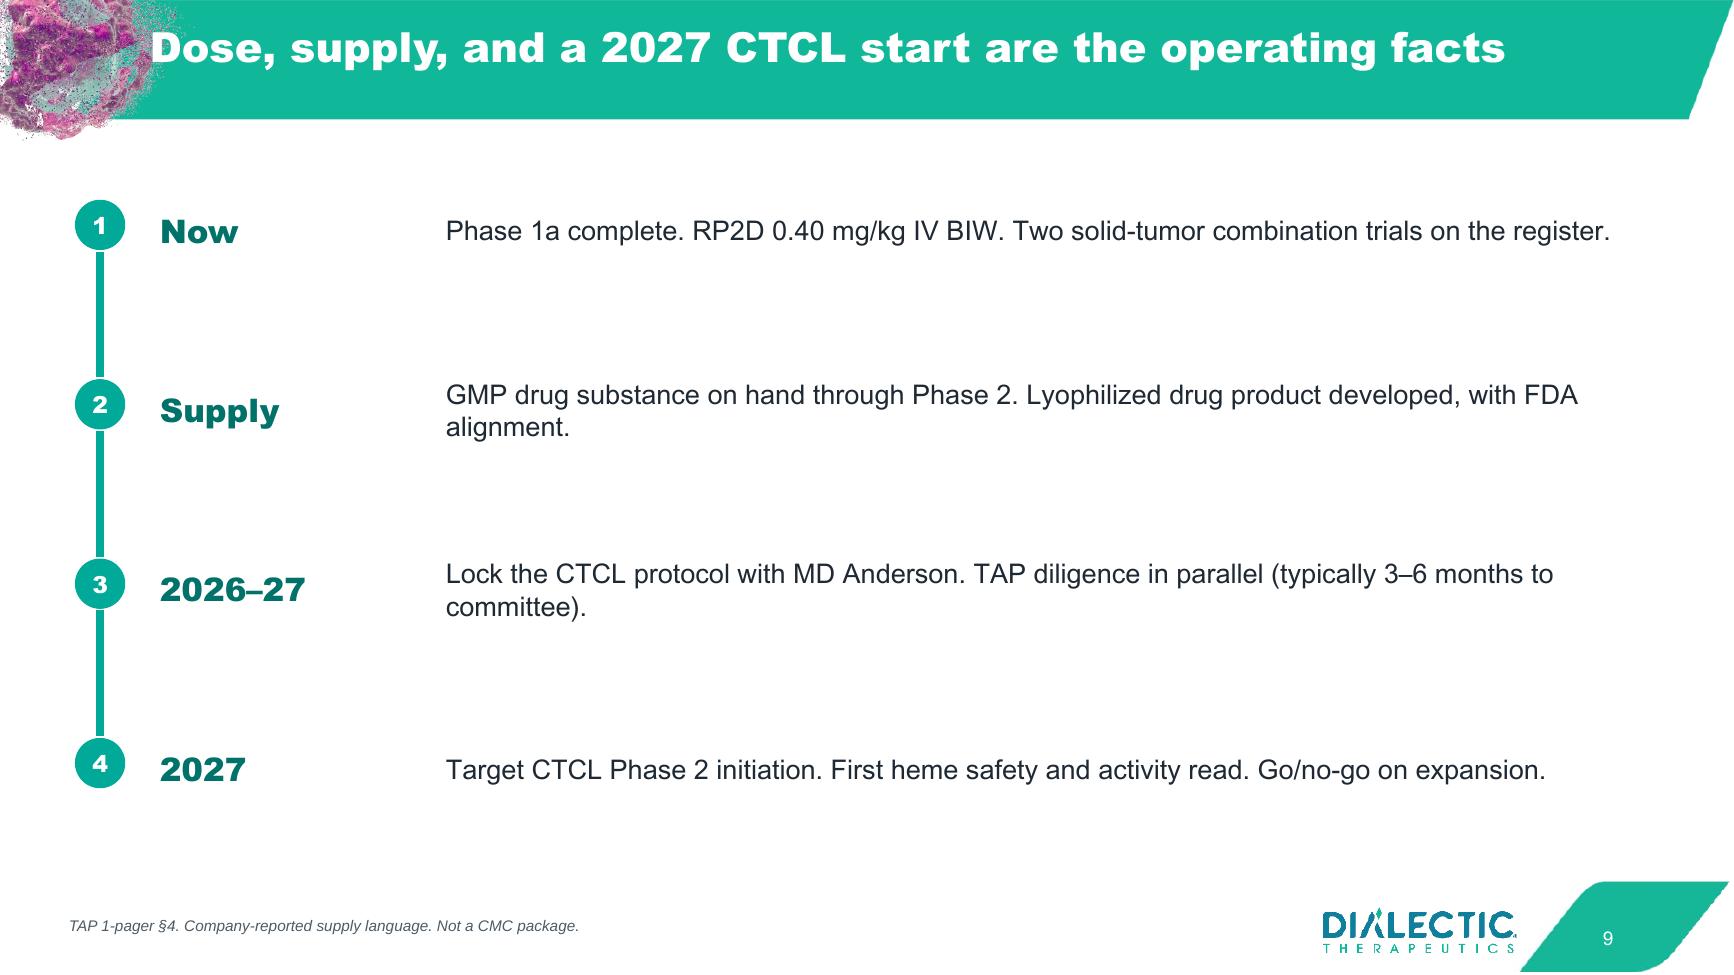 Dose, supply, and a 2027 CTCL start are the operating facts
1
Now
Phase 1a complete. RP2D 0.40 mg/kg IV BIW. Two solid-tumor combination trials on the register.
2
Supply
GMP drug substance on hand through Phase 2. Lyophilized drug product developed, with FDA
alignment.
3
2026–27
Lock the CTCL protocol with MD Anderson. TAP diligence in parallel (typically 3–6 months to
committee).
4
2027
Target CTCL Phase 2 initiation. First heme safety and activity read. Go/no-go on expansion.
TAP 1-pager §4. Company-reported supply language. Not a CMC package.
DIALECTIC
THERAPEUTICS
9